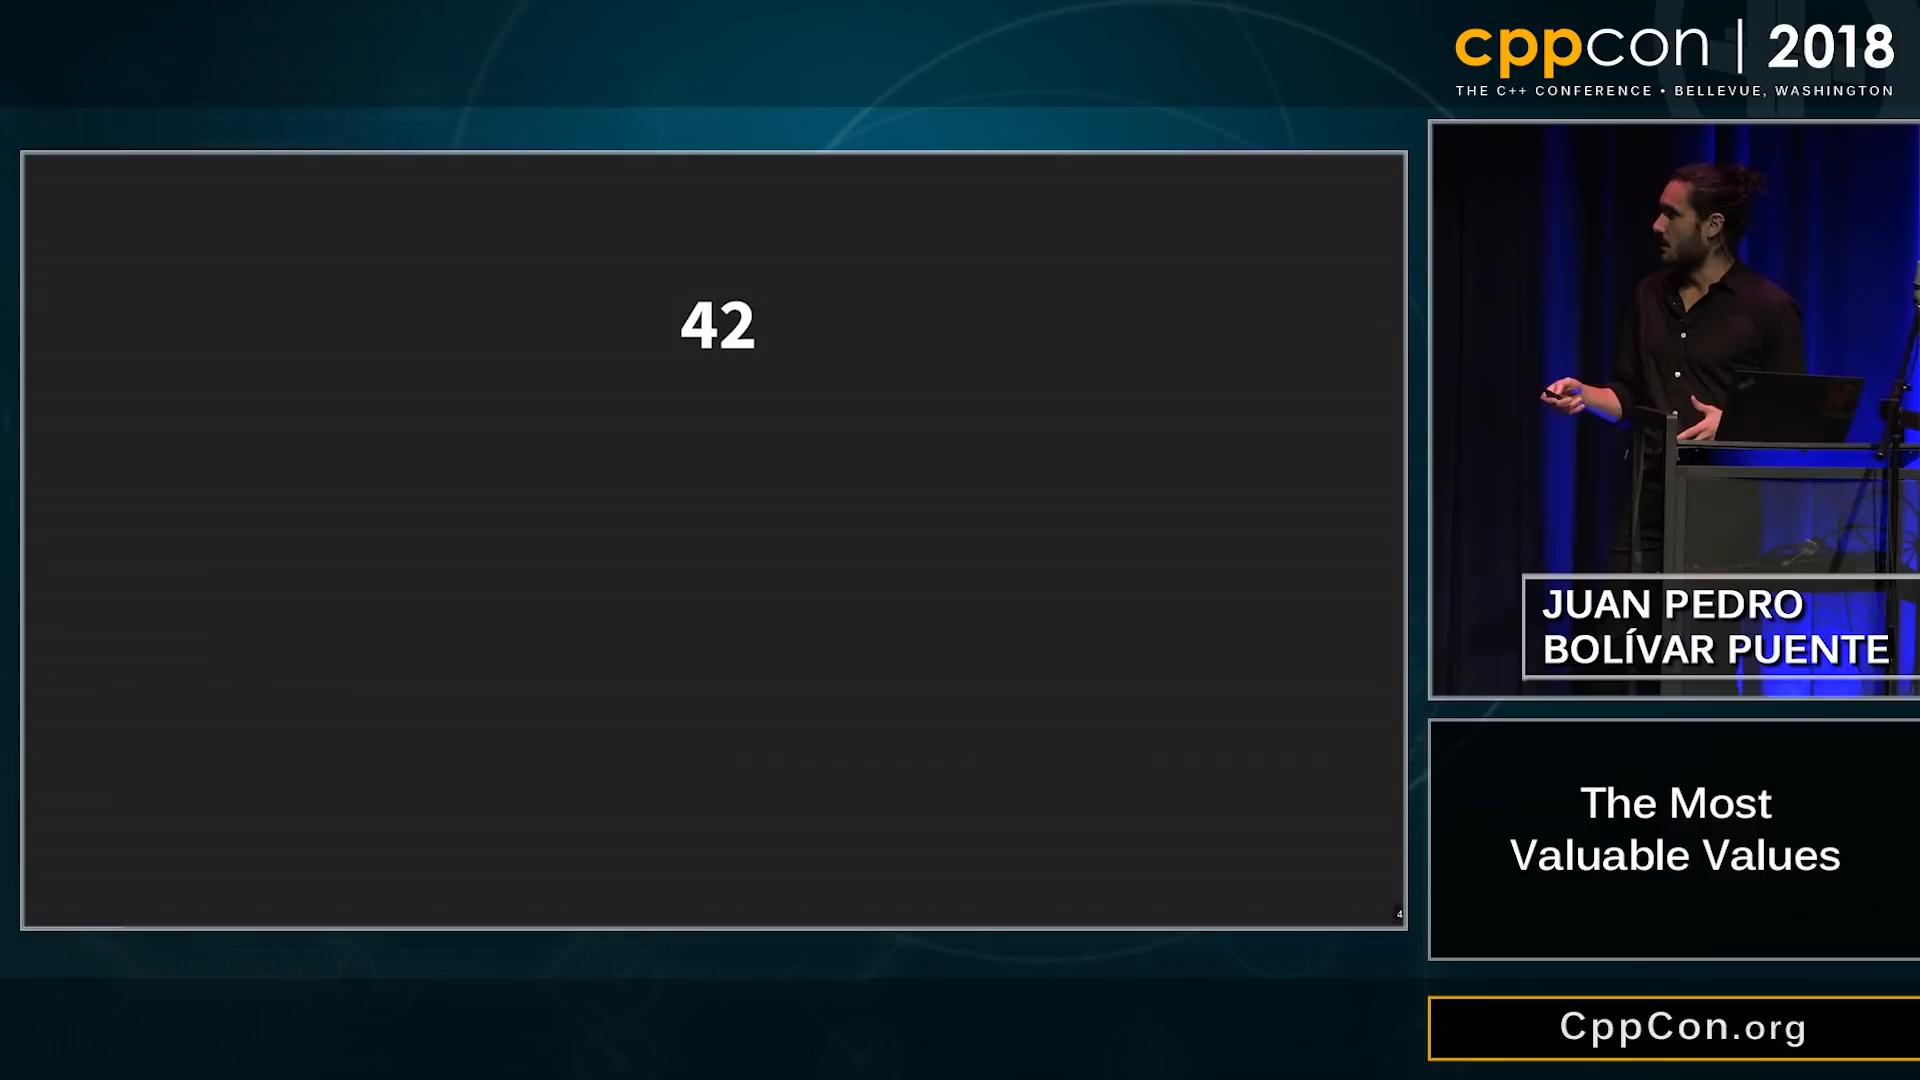 cppcon | 2018
THE C++ CONFERENCE • BELLEVUE, WASHINGTON
42
4
JUAN PEDRO
BOLÍVAR PUENTE
The Most
Valuable Values
CppCon.org